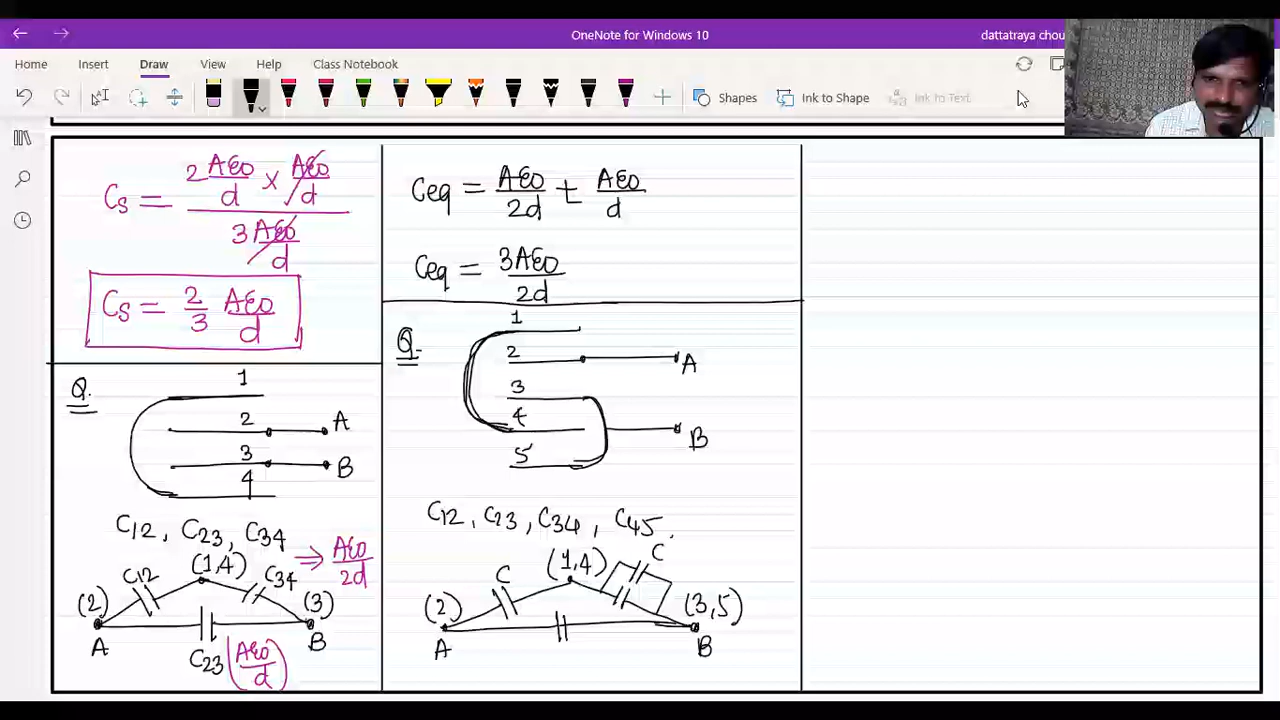 OneNote for Windows 10
dattatraya chou
Home Insert Draw View Help Class Notebook
Shapes Ink to Shape Ink to Text
Cs = 2 Aε0/d × Aε0/d / 3 Aε0/d
Cs = 2/3 Aε0/d
Q.
1
2 A
3 B
4
C12, C23, C34
⇒ Aε0/2d
(1,4)
C12 C34
(2) (3)
A B
C23 (Aε0/d)
Ceq = Aε0/2d + Aε0/d
Ceq = 3Aε0/2d
Q.
1
2 A
3
4 B
5
C12, C23, C34, C45,
(1,4) C
C
(2) (3,5)
A B